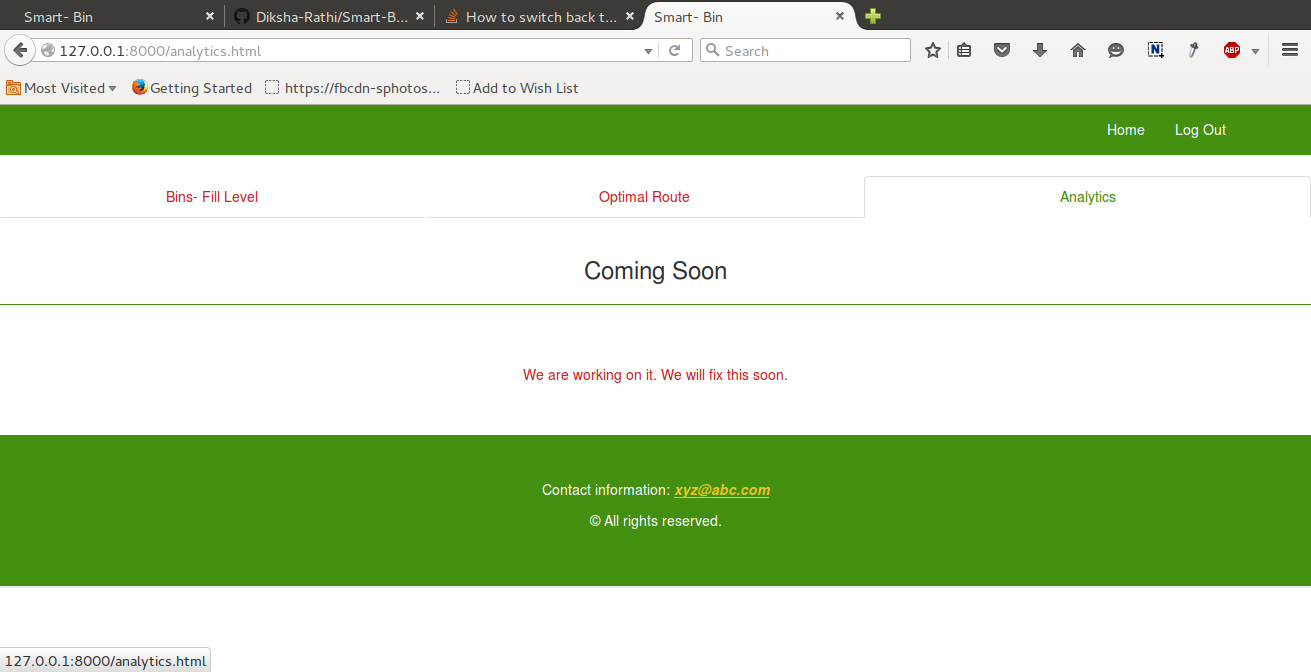 Smart- Bin
Diksha-Rathi/Smart-B...
How to switch back t...
Smart- Bin
127.0.0.1:8000/analytics.html
Search
N
ABP
Most Visited
Getting Started
https://fbcdn-sphotos...
Add to Wish List
Home
Log Out
Bins- Fill Level
Optimal Route
Analytics
Coming Soon
We are working on it. We will fix this soon.
Contact information: xyz@abc.com
© All rights reserved.
127.0.0.1:8000/analytics.html